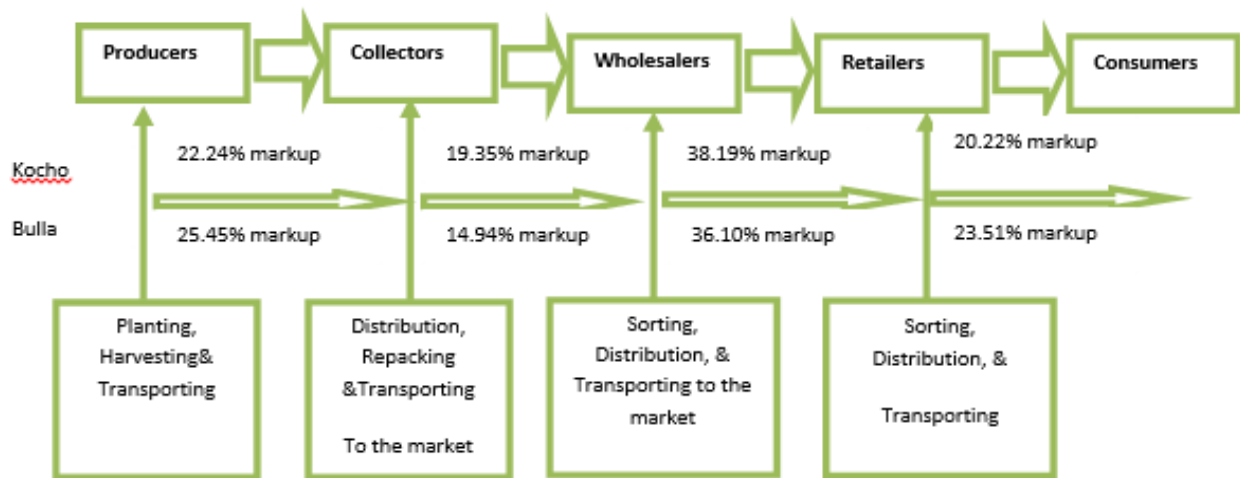 Producers
Collectors
Wholesalers
Retailers
Consumers
Kocho
22.24% markup
19.35% markup
38.19% markup
20.22% markup
Bulla
25.45% markup
14.94% markup
36.10% markup
23.51% markup
Planting,
Harvesting&
Transporting
Distribution,
Repacking
&Transporting
To the market
Sorting,
Distribution, &
Transporting to the
market
Sorting,
Distribution, &
Transporting